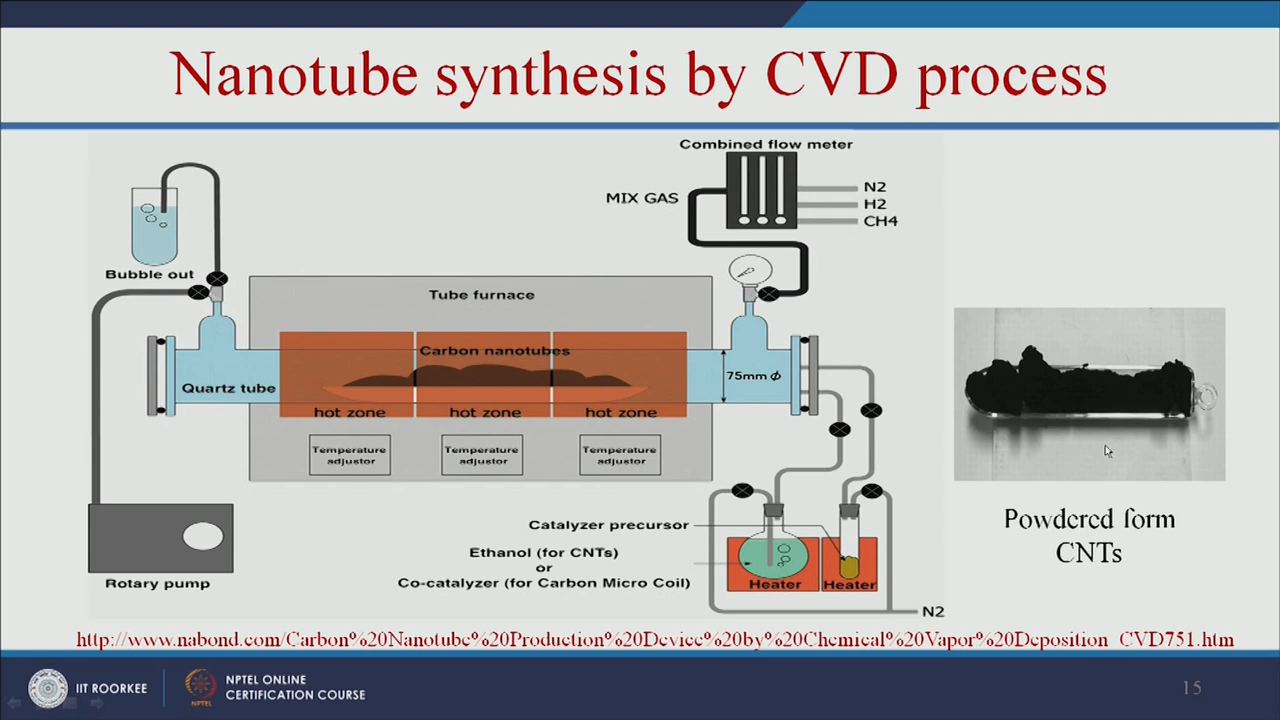 Nanotube synthesis by CVD process
Combined flow meter
MIX GAS
N2
H2
CH4
Bubble out
Tube furnace
Carbon nanotubes
Quartz tube
75mm ϕ
hot zone
hot zone
hot zone
Temperature
adjustor
Temperature
adjustor
Temperature
adjustor
Catalyzer precursor
Ethanol (for CNTs)
or
Co-catalyzer (for Carbon Micro Coil)
Heater
Heater
Rotary pump
N2
Powdered form
CNTs
http://www.nabond.com/Carbon%20Nanotube%20Production%20Device%20by%20Chemical%20Vapor%20Deposition_CVD751.htm
IIT ROORKEE
NPTEL
NPTEL ONLINE
CERTIFICATION COURSE
15